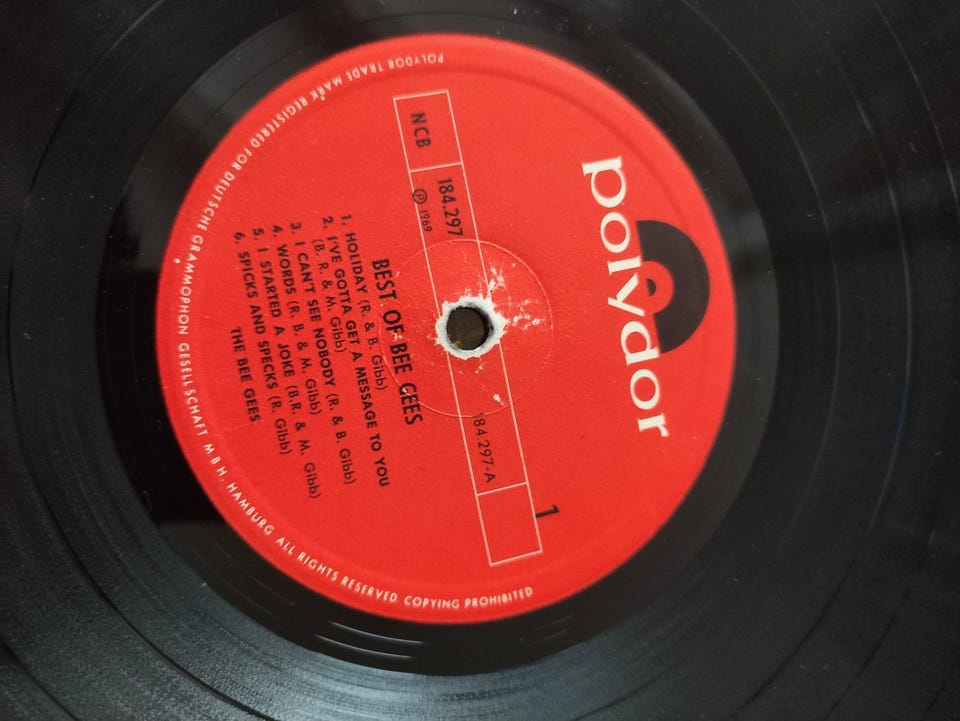 polydor
1
NCB
184.297
184.297-A
℗ 1969
BEST OF BEE GEES
1. HOLIDAY (R. & B. Gibb)
2. I'VE GOTTA GET A MESSAGE TO YOU
(B. R. & M. Gibb)
3. I CAN'T SEE NOBODY (R. & B. Gibb)
4. WORDS (R. B. & M. Gibb)
5. I STARTED A JOKE (B.R. & M. Gibb)
6. SPICKS AND SPECKS (R. Gibb)
THE BEE GEES
POLYDOR TRADE MARK REGISTERED FOR DEUTSCHE GRAMMOPHON GESELLSCHAFT M B H, HAMBURG ALL RIGHTS RESERVED COPYING PROHIBITED